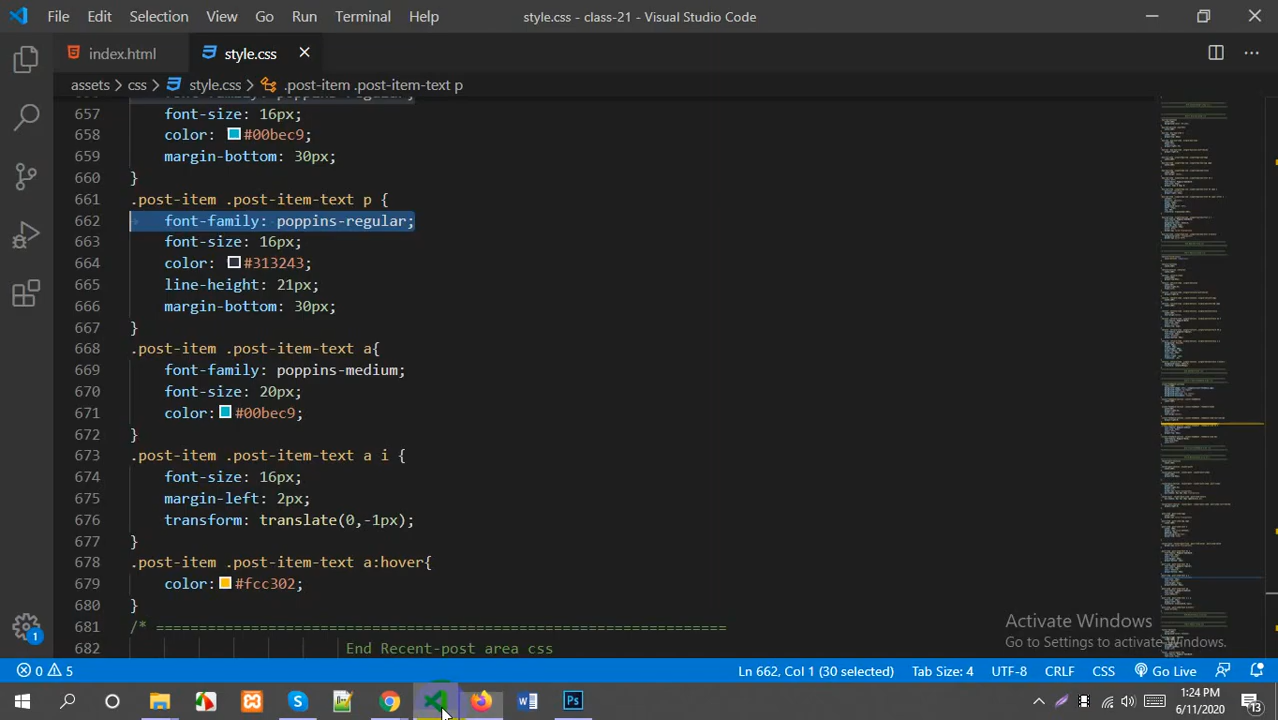 File Edit Selection View Go Run Terminal Help style.css - class-21 - Visual Studio Code
index.html style.css
assets > css > style.css > .post-item .post-item-text p
657 font-size: 16px;
658 color: #00bec9;
659 margin-bottom: 30px;
660 }
661 .post-item .post-item-text p {
662 font-family: poppins-regular;
663 font-size: 16px;
664 color: #313243;
665 line-height: 21px;
666 margin-bottom: 30px;
667 }
668 .post-item .post-item-text a{
669 font-family: poppins-medium;
670 font-size: 20px;
671 color: #00bec9;
672 }
673 .post-item .post-item-text a i {
674 font-size: 16px;
675 margin-left: 2px;
676 transform: translate(0,-1px);
677 }
678 .post-item .post-item-text a:hover{
679 color: #fcc302;
680 }
681 /* ===================================================================
682 End Recent-post area css
Activate Windows
Go to Settings to activate Windows.
1
0 5 Ln 662, Col 1 (30 selected) Tab Size: 4 UTF-8 CRLF CSS Go Live
W Ps
1:24 PM
6/11/2020
13